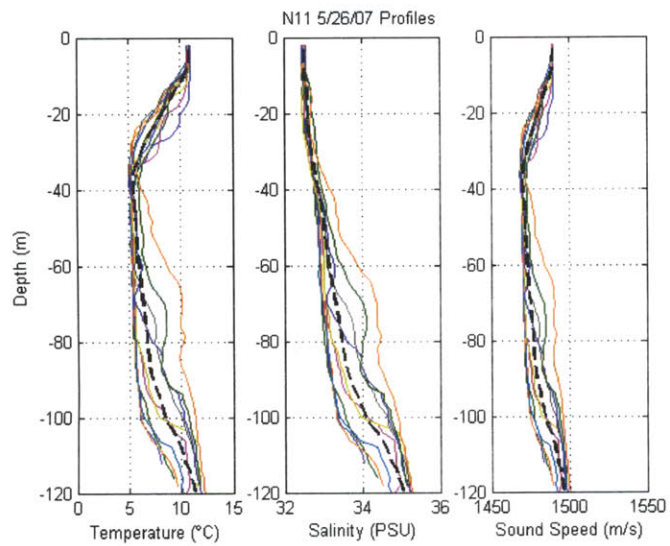 N11 5/26/07 Profiles
Depth (m)
0
-20
-40
-60
-80
-100
-120
0 5 10 15
Temperature (°C)
0
-20
-40
-60
-80
-100
-120
32 34 36
Salinity (PSU)
0
-20
-40
-60
-80
-100
-120
1450 1500 1550
Sound Speed (m/s)